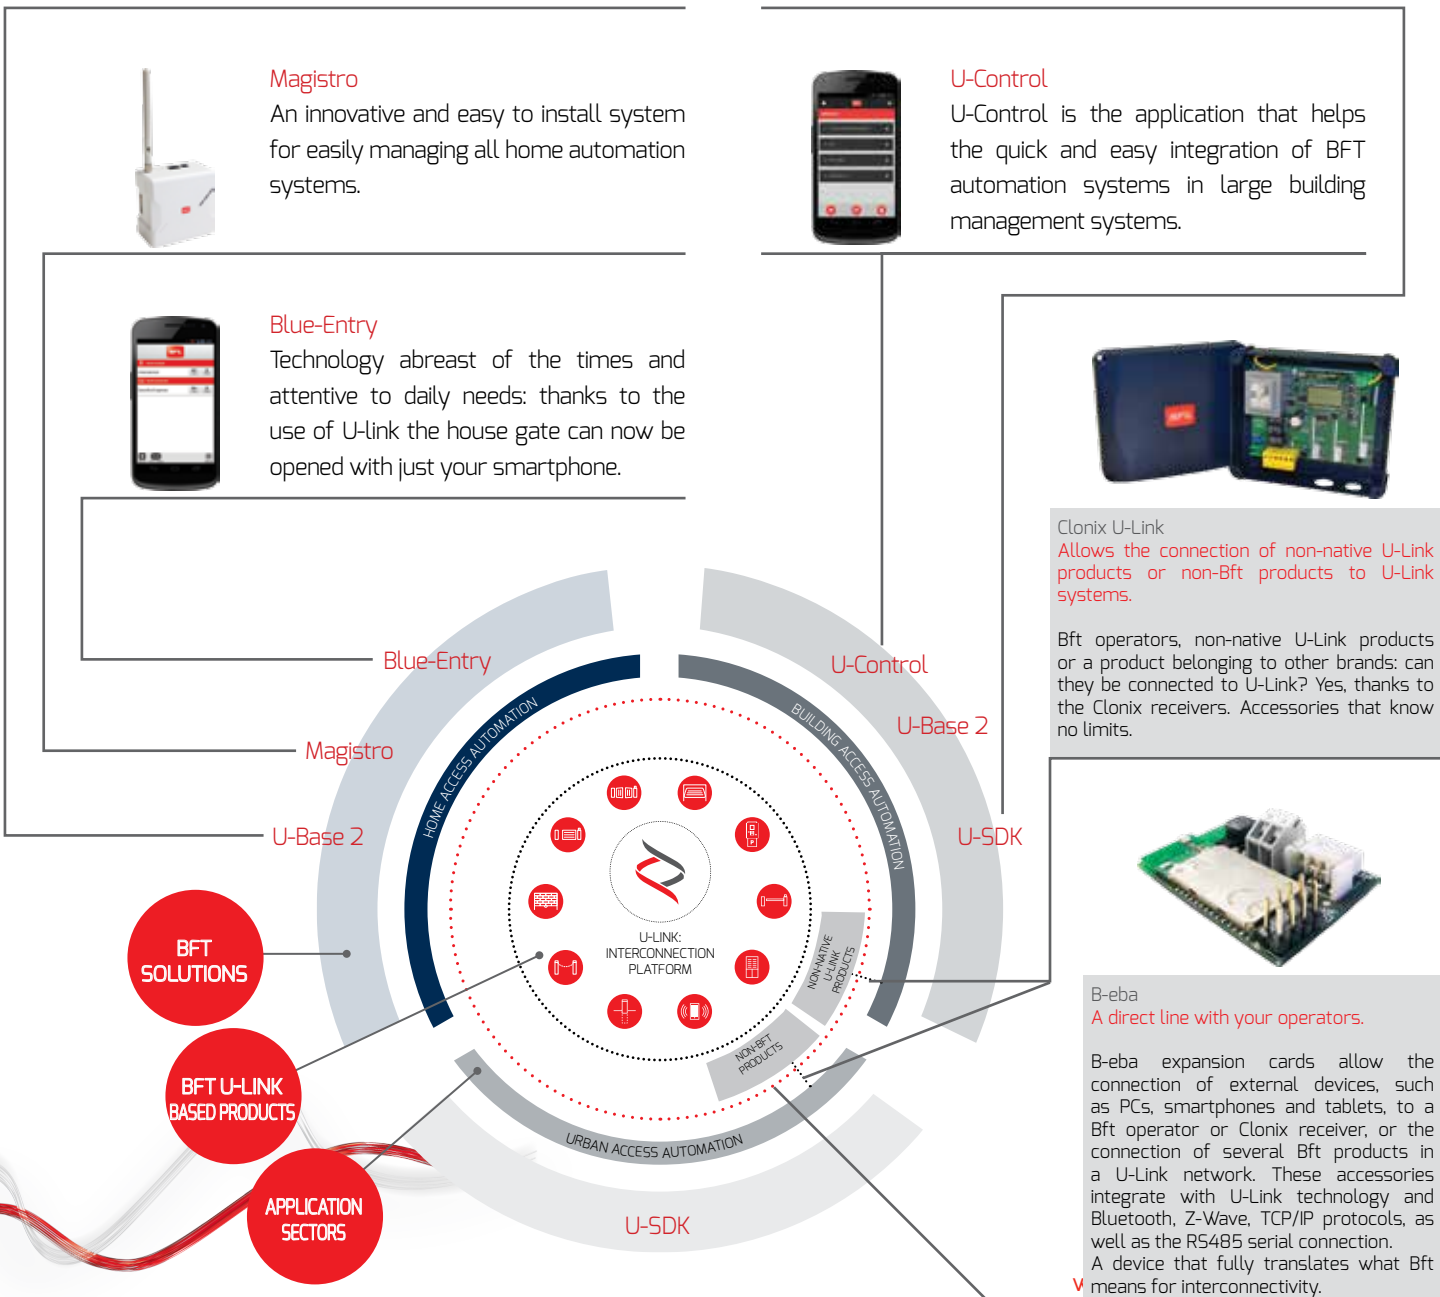 Magistro
An innovative and easy to install system
for easily managing all home automation
systems.
U-Control
U-Control is the application that helps
the quick and easy integration of BFT
automation systems in large building
management systems.
Blue-Entry
Technology abreast of the times and
attentive to daily needs: thanks to the
use of U-link the house gate can now be
opened with just your smartphone.
Clonix U-Link
Allows the connection of non-native U-Link
products or non-Bft products to U-Link
systems.
Bft operators, non-native U-Link products
or a product belonging to other brands: can
they be connected to U-Link? Yes, thanks to
the Clonix receivers. Accessories that know
no limits.
Blue-Entry
Magistro
U-Base 2
U-Control
U-Base 2
U-SDK
HOME ACCESS AUTOMATION
BUILDING ACCESS AUTOMATION
U-LINK:
INTERCONNECTION
PLATFORM
NON-NATIVE
U-LINK
PRODUCTS
NON-BFT
PRODUCTS
URBAN ACCESS AUTOMATION
U-SDK
BFT
SOLUTIONS
BFT U-LINK
BASED PRODUCTS
APPLICATION
SECTORS
B-eba
A direct line with your operators.
B-eba expansion cards allow the
connection of external devices, such
as PCs, smartphones and tablets, to a
Bft operator or Clonix receiver, or the
connection of several Bft products in
a U-Link network. These accessories
integrate with U-Link technology and
Bluetooth, Z-Wave, TCP/IP protocols, as
well as the RS485 serial connection.
A device that fully translates what Bft
means for interconnectivity.